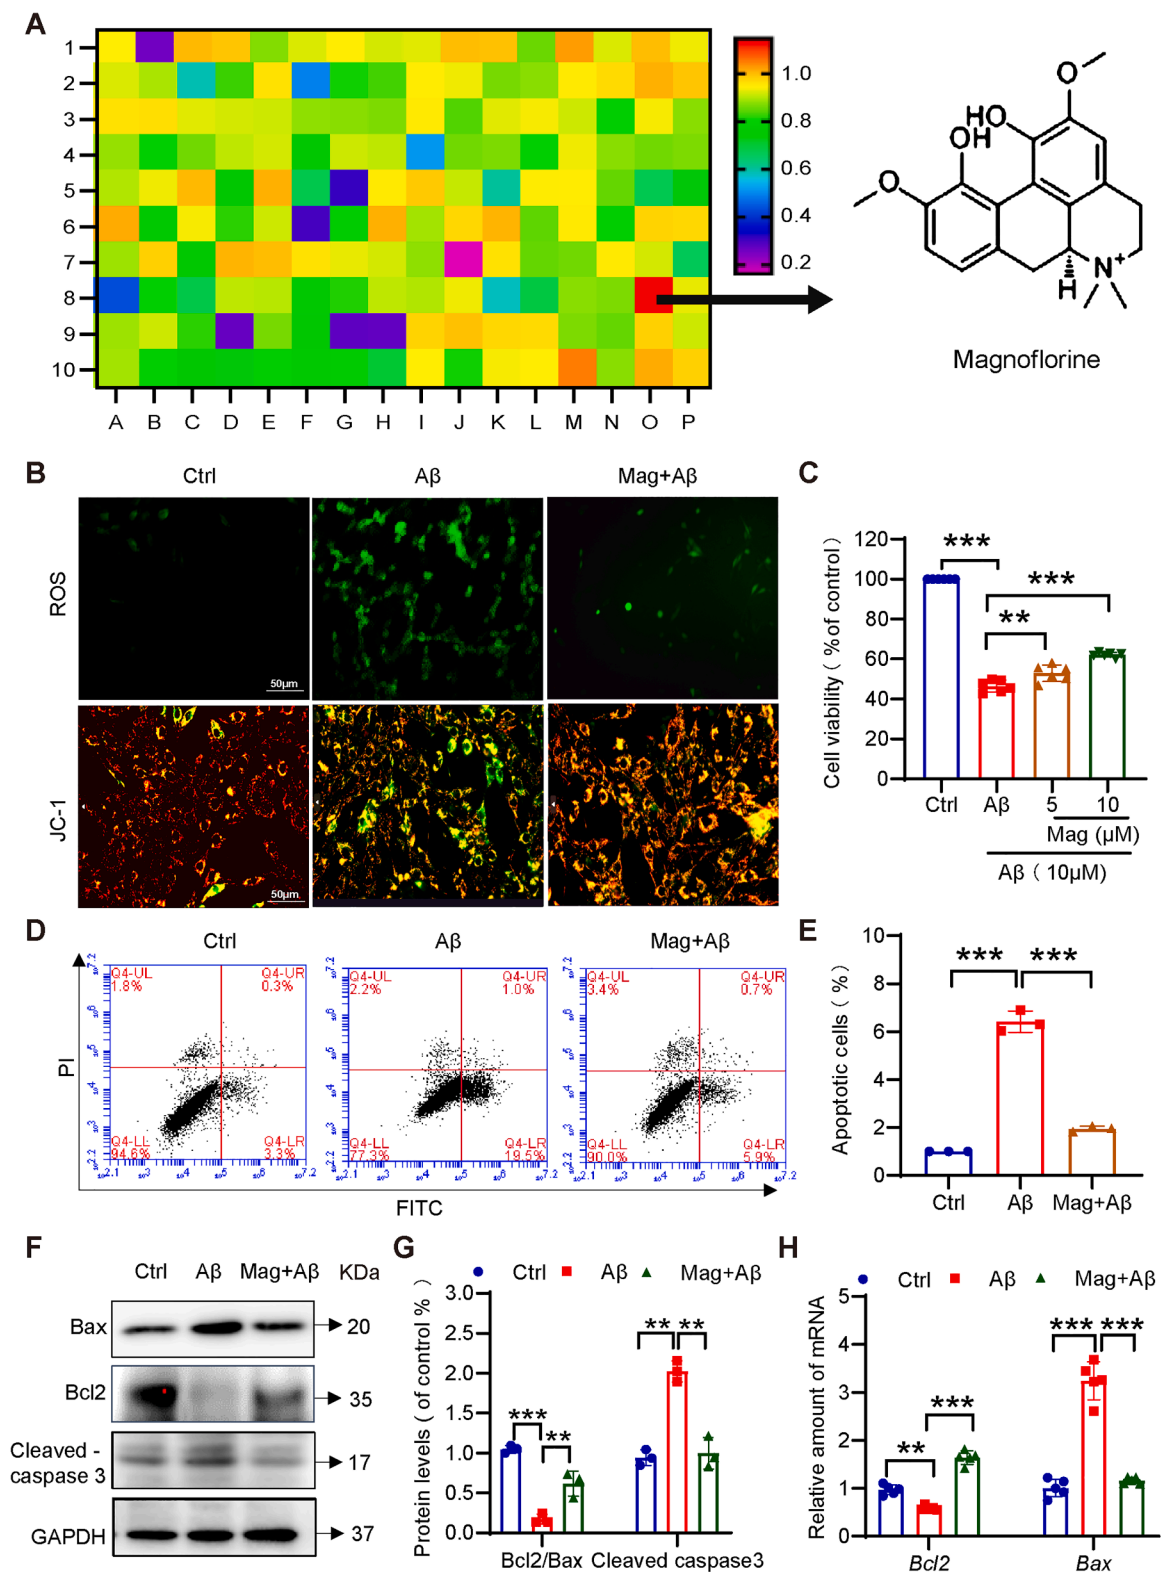 A
1
2
3
4
5
6
7
8
9
10
A B C D E F G H I J K L M N O P
1.0
0.8
0.6
0.4
0.2
O
HO
OH
O
N+
H
Magnoflorine
B
Ctrl Aβ Mag+Aβ
ROS
50μm
JC-1
50μm
C
Cell viability ( %of control)
120
100
80
60
40
20
0
***
***
**
Ctrl Aβ 5 10
Mag (μM)
Aβ ( 10μM)
D
Ctrl Aβ Mag+Aβ
PI
Q4-UL Q4-UR
1.8% 0.3%
Q4-LL Q4-LR
94.6% 3.3%
Q4-UL Q4-UR
2.2% 1.0%
Q4-LL Q4-LR
77.3% 19.5%
Q4-UL Q4-UR
3.4% 0.7%
Q4-LL Q4-LR
90.0% 5.9%
FITC
E
Apoptotic cells ( %)
10
8
6
4
2
0
*** ***
Ctrl Aβ Mag+Aβ
F
Ctrl Aβ Mag+Aβ KDa
Bax 20
Bcl2 35
Cleaved -
caspase 3 17
GAPDH 37
G
Ctrl Aβ Mag+Aβ
Protein levels ( of control % )
3.0
2.5
2.0
1.5
1.0
0.5
0.0
*** ** ** **
Bcl2/Bax Cleaved caspase3
H
Ctrl Aβ Mag+Aβ
Relative amount of mRNA
5
4
3
2
1
0
** *** *** ***
Bcl2 Bax